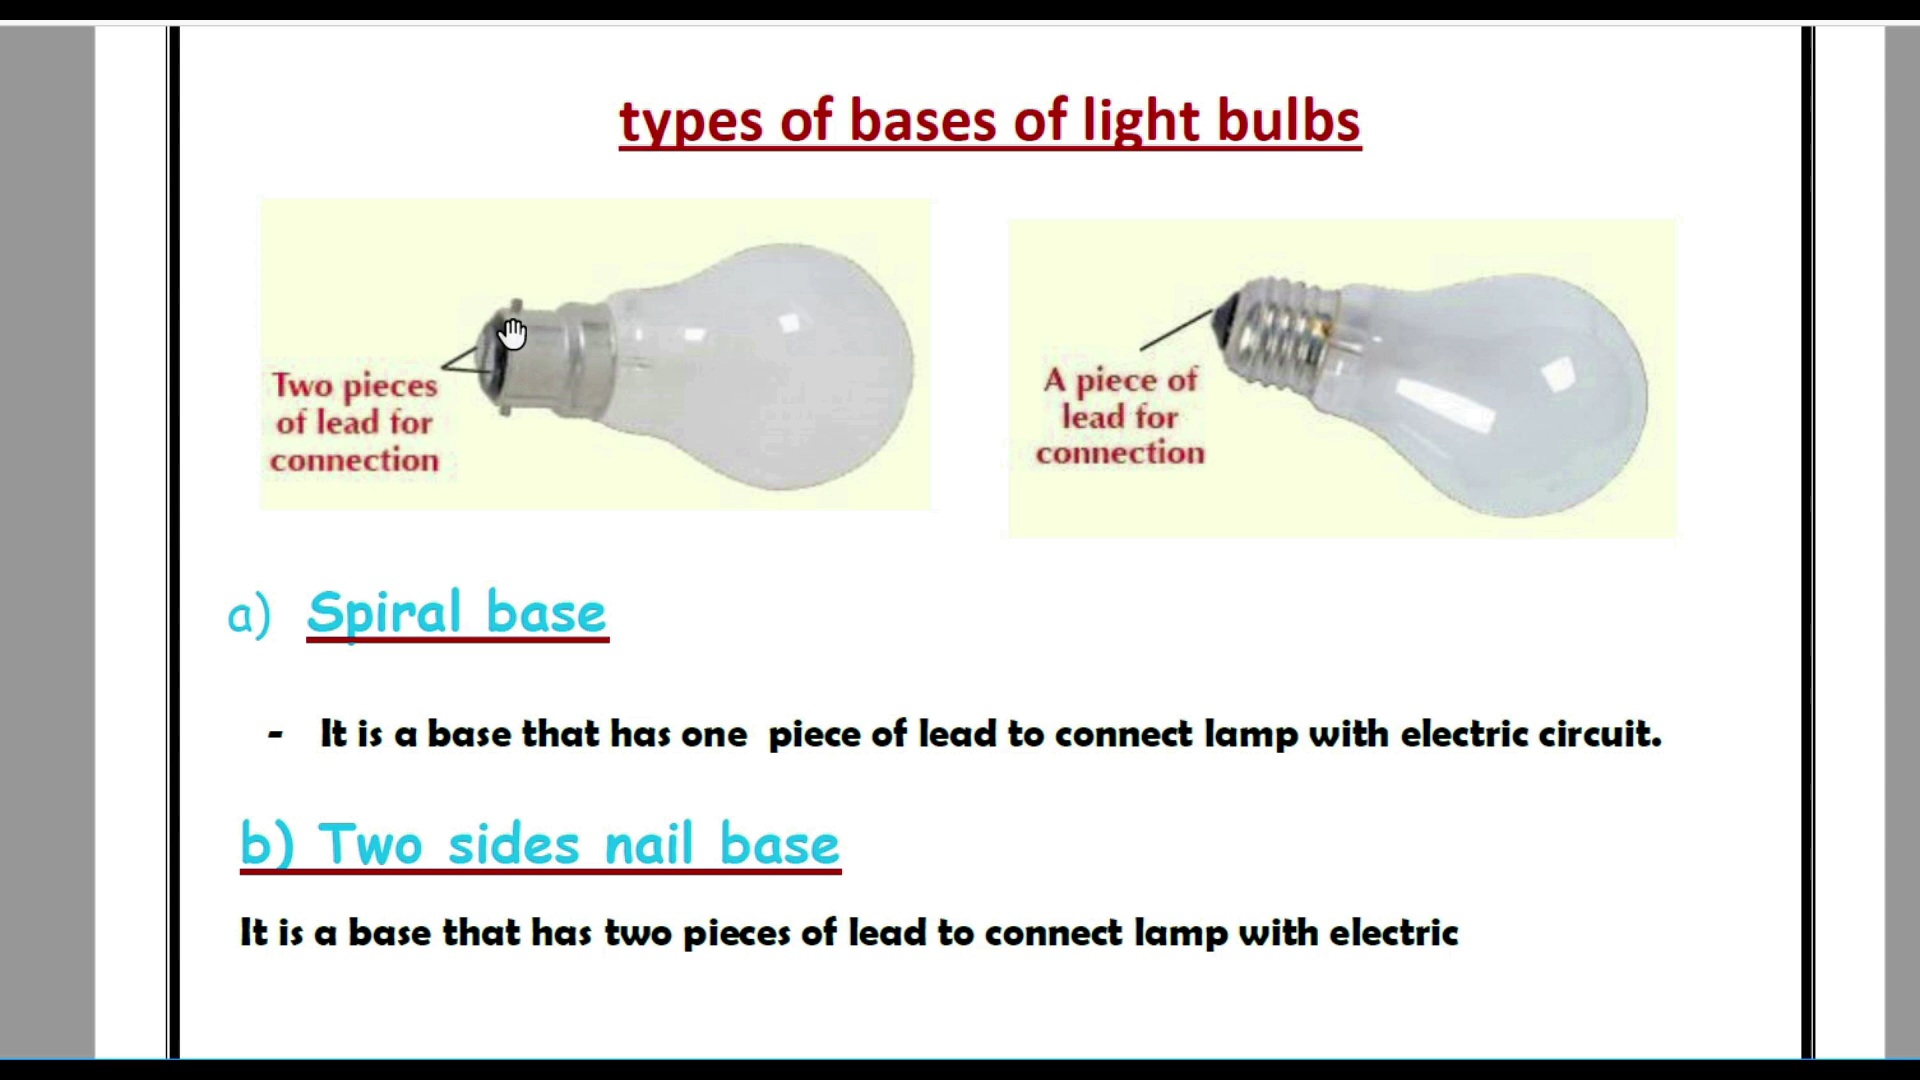 types of bases of light bulbs
Two pieces
of lead for
connection
A piece of
lead for
connection
a) Spiral base
- It is a base that has one piece of lead to connect lamp with electric circuit.
b) Two sides nail base
It is a base that has two pieces of lead to connect lamp with electric